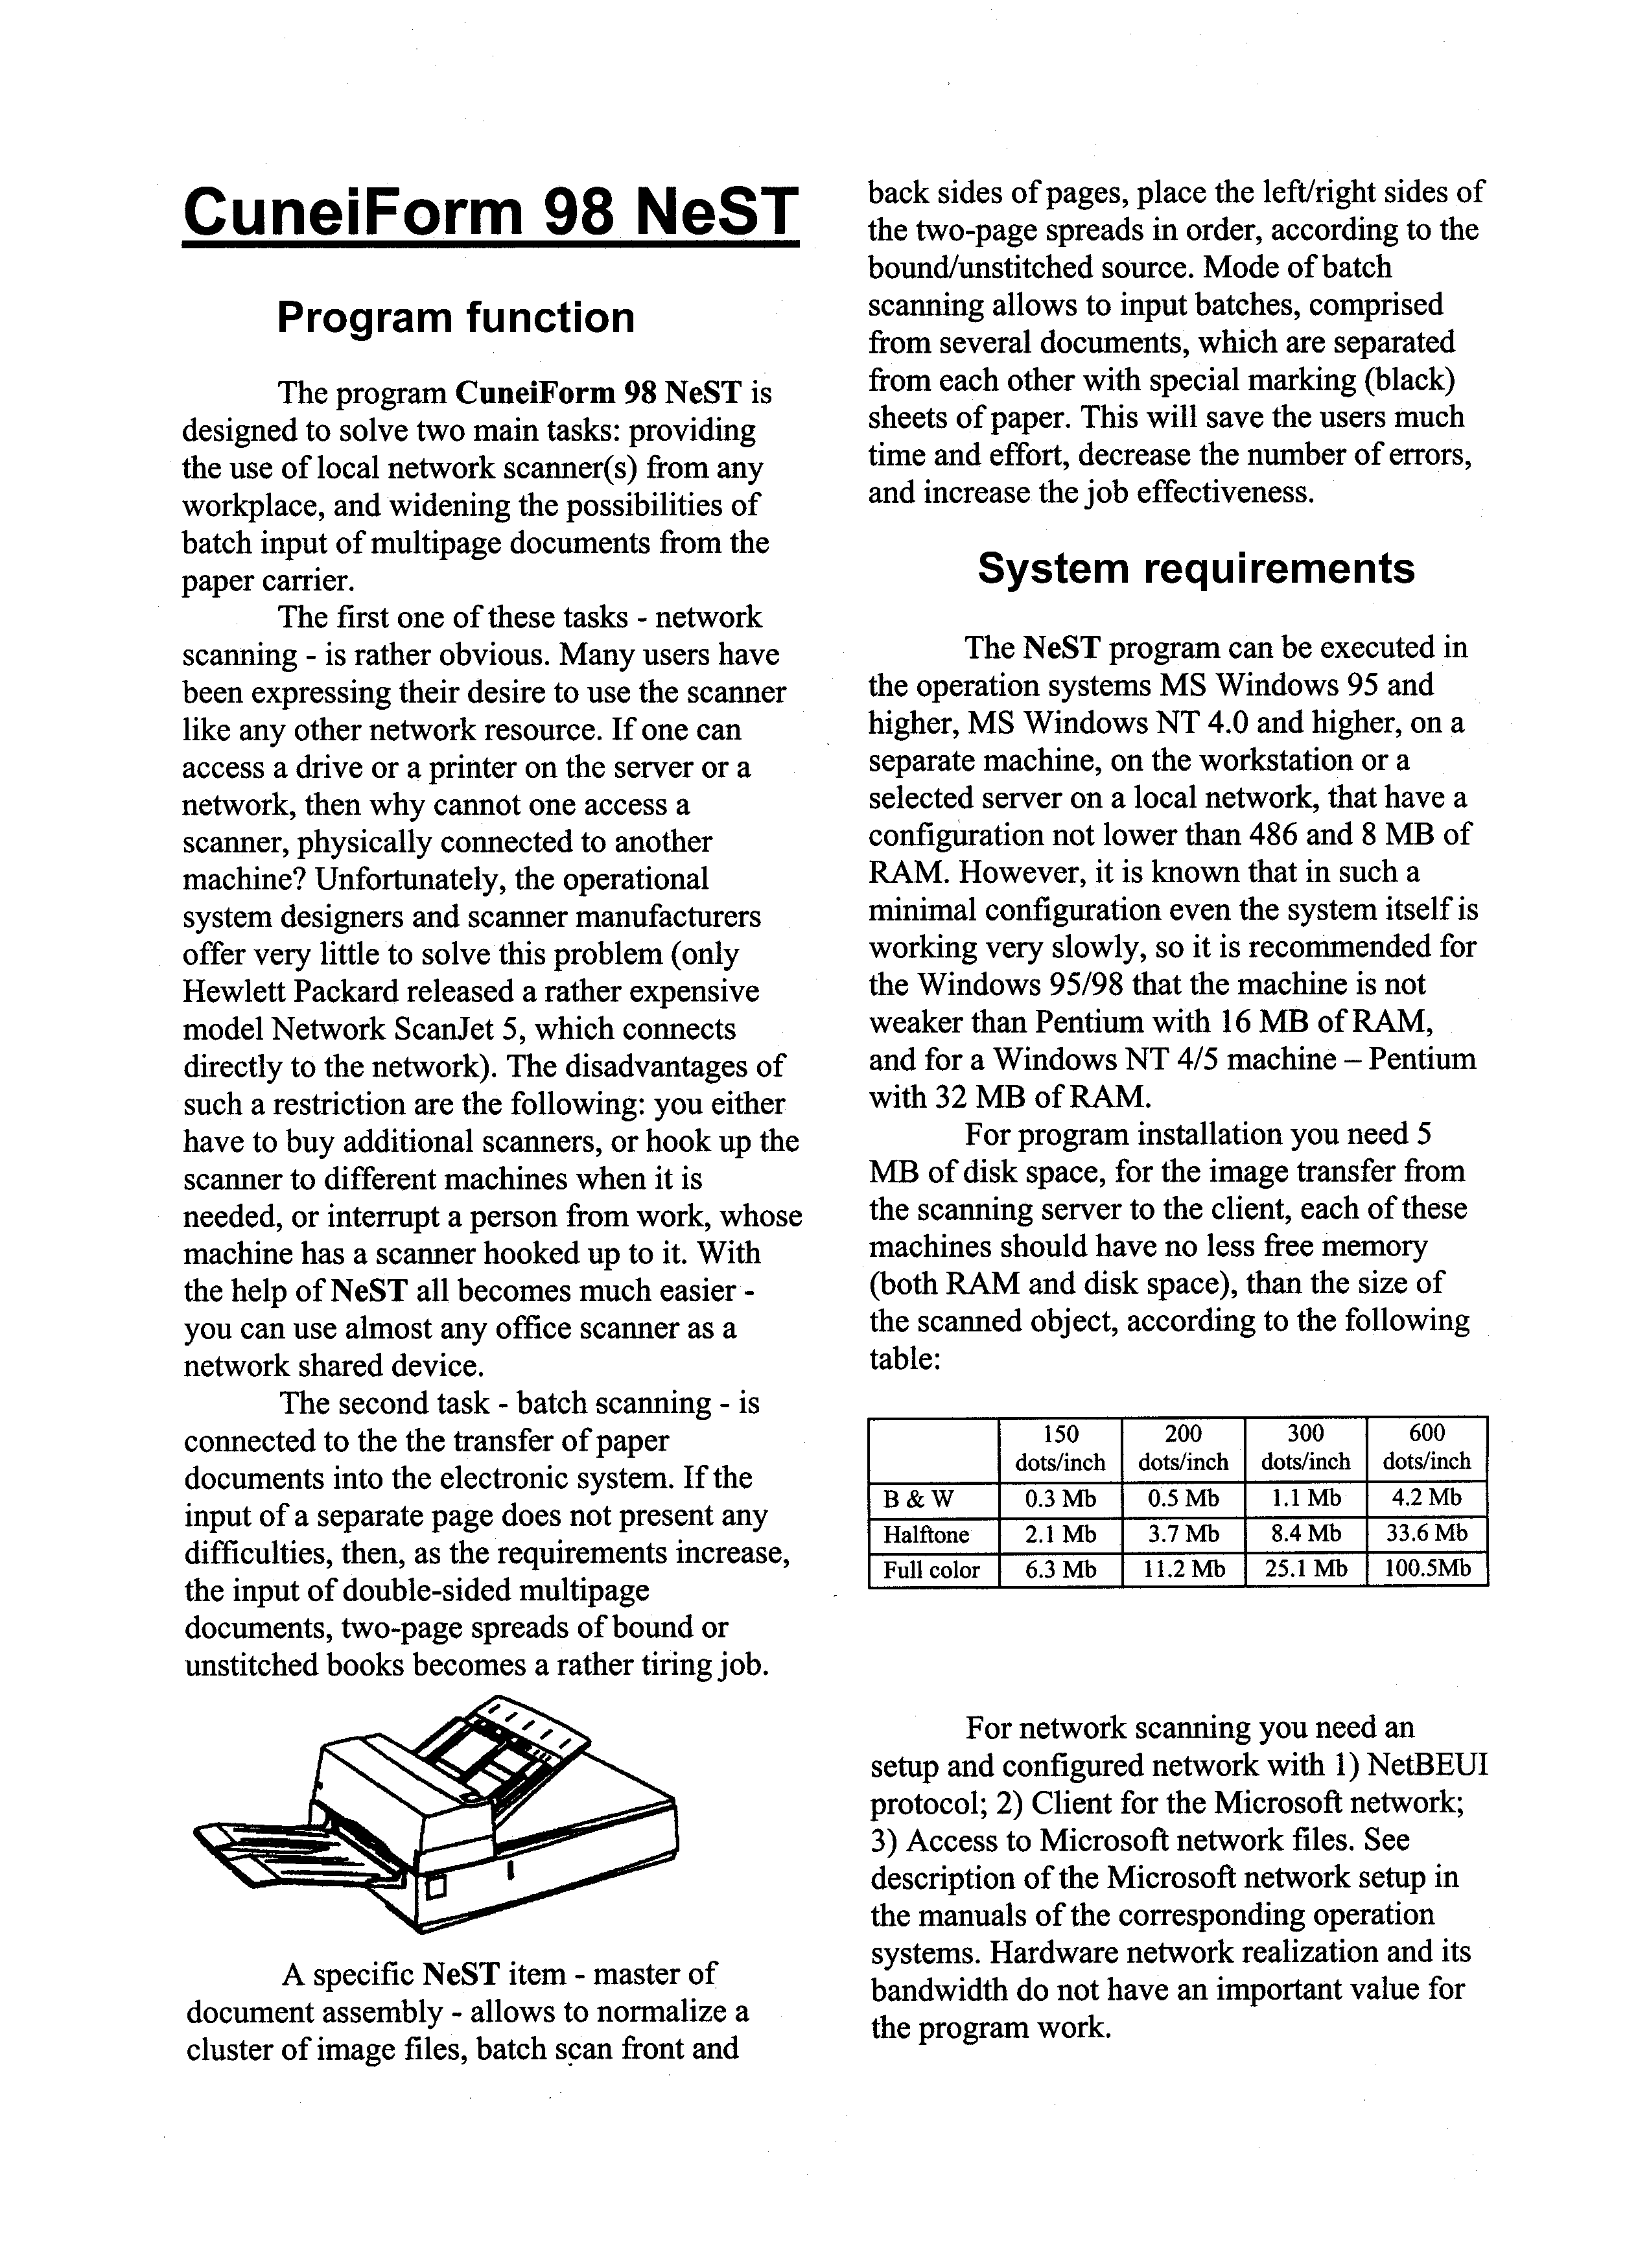 CuneiForm 98 NeST
Program function
The program CuneiForm 98 NeST is
designed to solve two main tasks: providing
the use of local network scanner(s) from any
workplace, and widening the possibilities of
batch input of multipage documents from the
paper carrier.
The first one of these tasks - network
scanning - is rather obvious. Many users have
been expressing their desire to use the scanner
like any other network resource. If one can
access a drive or a printer on the server or a
network, then why cannot one access a
scanner, physically connected to another
machine? Unfortunately, the operational
system designers and scanner manufacturers
offer very little to solve this problem (only
Hewlett Packard released a rather expensive
model Network ScanJet 5, which connects
directly to the network). The disadvantages of
such a restriction are the following: you either
have to buy additional scanners, or hook up the
scanner to different machines when it is
needed, or interrupt a person from work, whose
machine has a scanner hooked up to it. With
the help of NeST all becomes much easier -
you can use almost any office scanner as a
network shared device.
The second task - batch scanning - is
connected to the the transfer of paper
documents into the electronic system. If the
input of a separate page does not present any
difficulties, then, as the requirements increase,
the input of double-sided multipage
documents, two-page spreads of bound or
unstitched books becomes a rather tiring job.
A specific NeST item - master of
document assembly - allows to normalize a
cluster of image files, batch scan front and
back sides of pages, place the left/right sides of
the two-page spreads in order, according to the
bound/unstitched source. Mode of batch
scanning allows to input batches, comprised
from several documents, which are separated
from each other with special marking (black)
sheets of paper. This will save the users much
time and effort, decrease the number of errors,
and increase the job effectiveness.
System requirements
The NeST program can be executed in
the operation systems MS Windows 95 and
higher, MS Windows NT 4.0 and higher, on a
separate machine, on the workstation or a
selected server on a local network, that have a
configuration not lower than 486 and 8 MB of
RAM. However, it is known that in such a
minimal configuration even the system itself is
working very slowly, so it is recommended for
the Windows 95/98 that the machine is not
weaker than Pentium with 16 MB of RAM,
and for a Windows NT 4/5 machine – Pentium
with 32 MB of RAM.
For program installation you need 5
MB of disk space, for the image transfer from
the scanning server to the client, each of these
machines should have no less free memory
(both RAM and disk space), than the size of
the scanned object, according to the following
table:
150 200 300 600
dots/inch dots/inch dots/inch dots/inch
B & W 0.3 Mb 0.5 Mb 1.1 Mb 4.2 Mb
Halftone 2.1 Mb 3.7 Mb 8.4 Mb 33.6 Mb
Full color 6.3 Mb 11.2 Mb 25.1 Mb 100.5Mb
For network scanning you need an
setup and configured network with 1) NetBEUI
protocol; 2) Client for the Microsoft network;
3) Access to Microsoft network files. See
description of the Microsoft network setup in
the manuals of the corresponding operation
systems. Hardware network realization and its
bandwidth do not have an important value for
the program work.